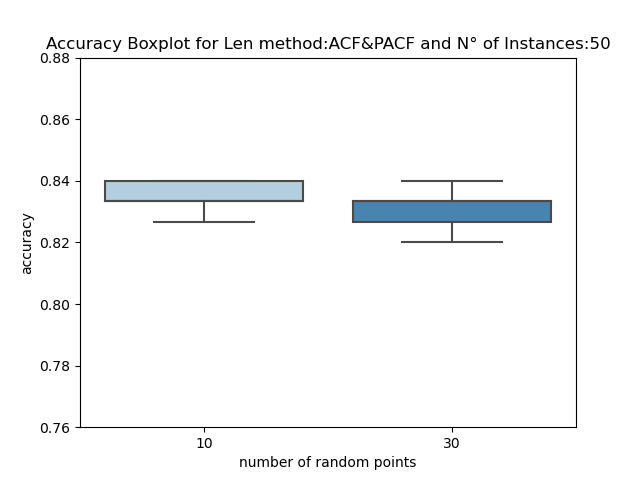 Accuracy Boxplot for Len method:ACF&PACF and N° of Instances:50
0.88
0.86
0.84
0.82
0.80
0.78
0.76
accuracy
10 30
number of random points